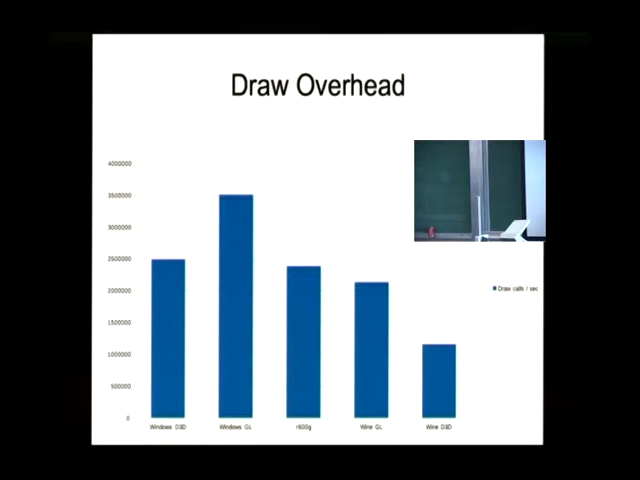 Draw Overhead
4000000
3500000
3000000
2500000
2000000
1500000
1000000
500000
0
Draw calls / sec
Windows D3D
Windows GL
r600g
Wine GL
Wine D3D